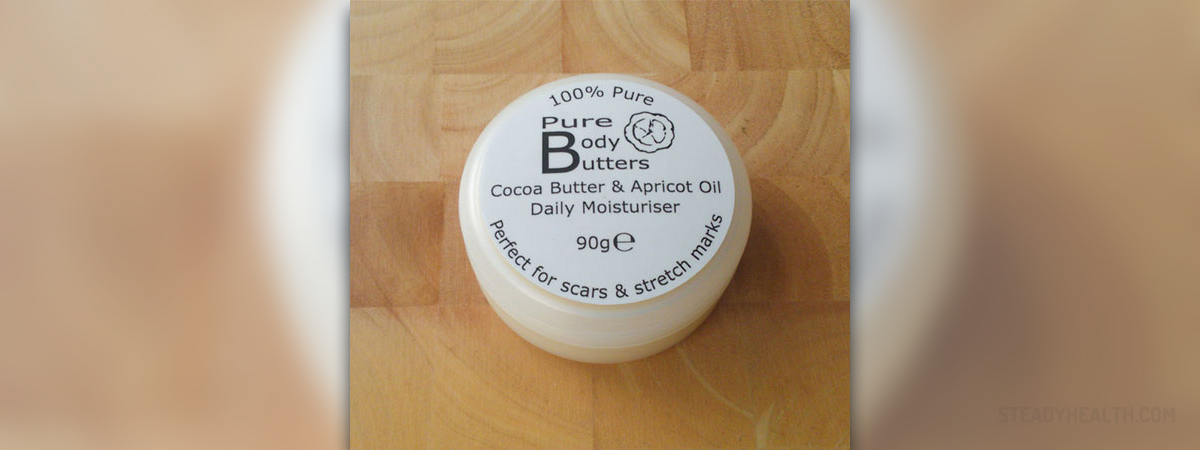 100% Pure
Pure
Body
Butters
Cocoa Butter & Apricot Oil
Daily Moisturiser
90g℮
Perfect for scars & stretch marks
STEADYHEALTH.COM